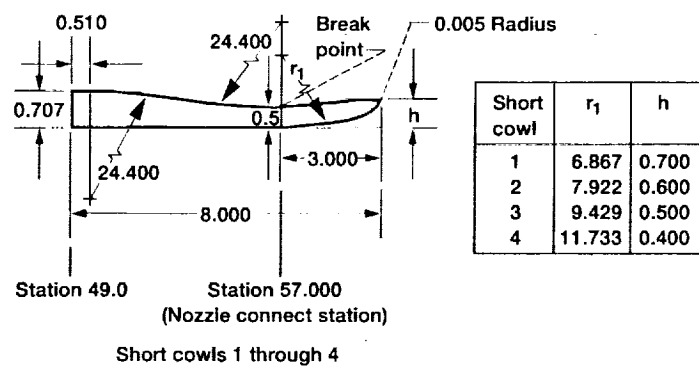 0.510
24.400
Break
point
0.005 Radius
r1
0.707
0.5
h
24.400
3.000
8.000
Station 49.0
Station 57.000
(Nozzle connect station)
Short cowls 1 through 4
Short cowl r1 h
1 6.867 0.700
2 7.922 0.600
3 9.429 0.500
4 11.733 0.400